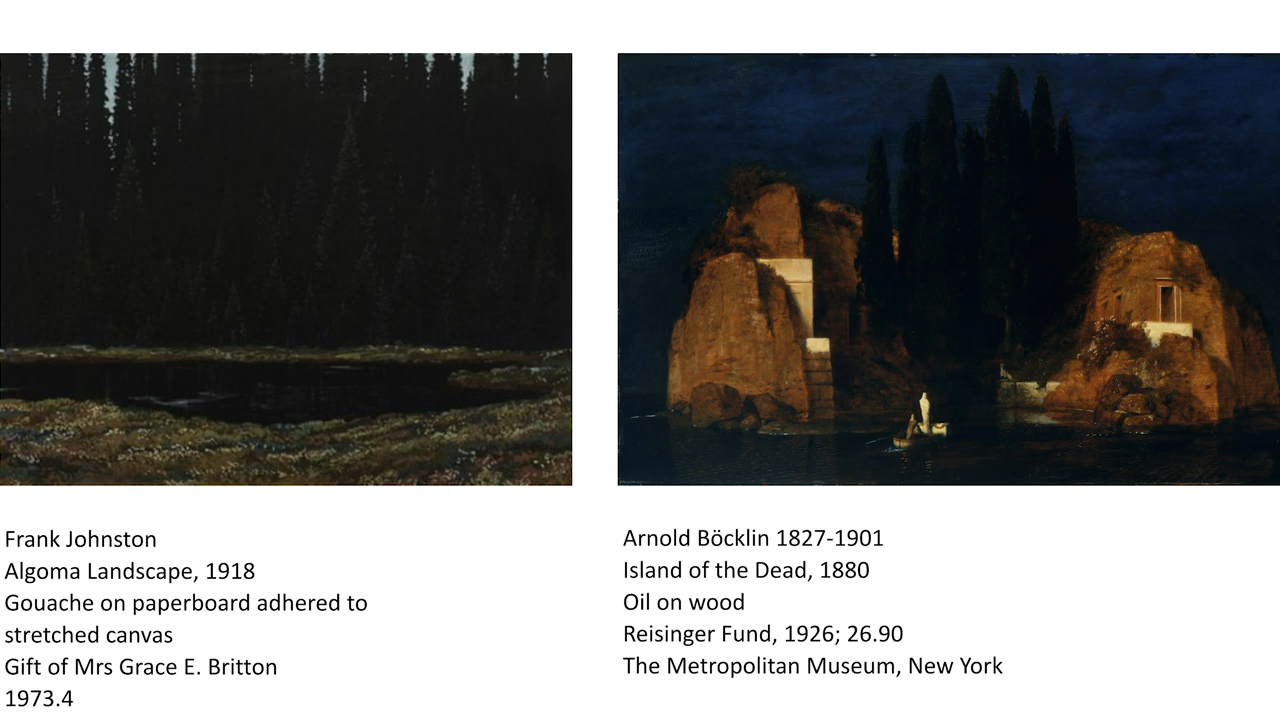 Frank Johnston
Algoma Landscape, 1918
Gouache on paperboard adhered to
stretched canvas
Gift of Mrs Grace E. Britton
1973.4
Arnold Böcklin 1827-1901
Island of the Dead, 1880
Oil on wood
Reisinger Fund, 1926; 26.90
The Metropolitan Museum, New York